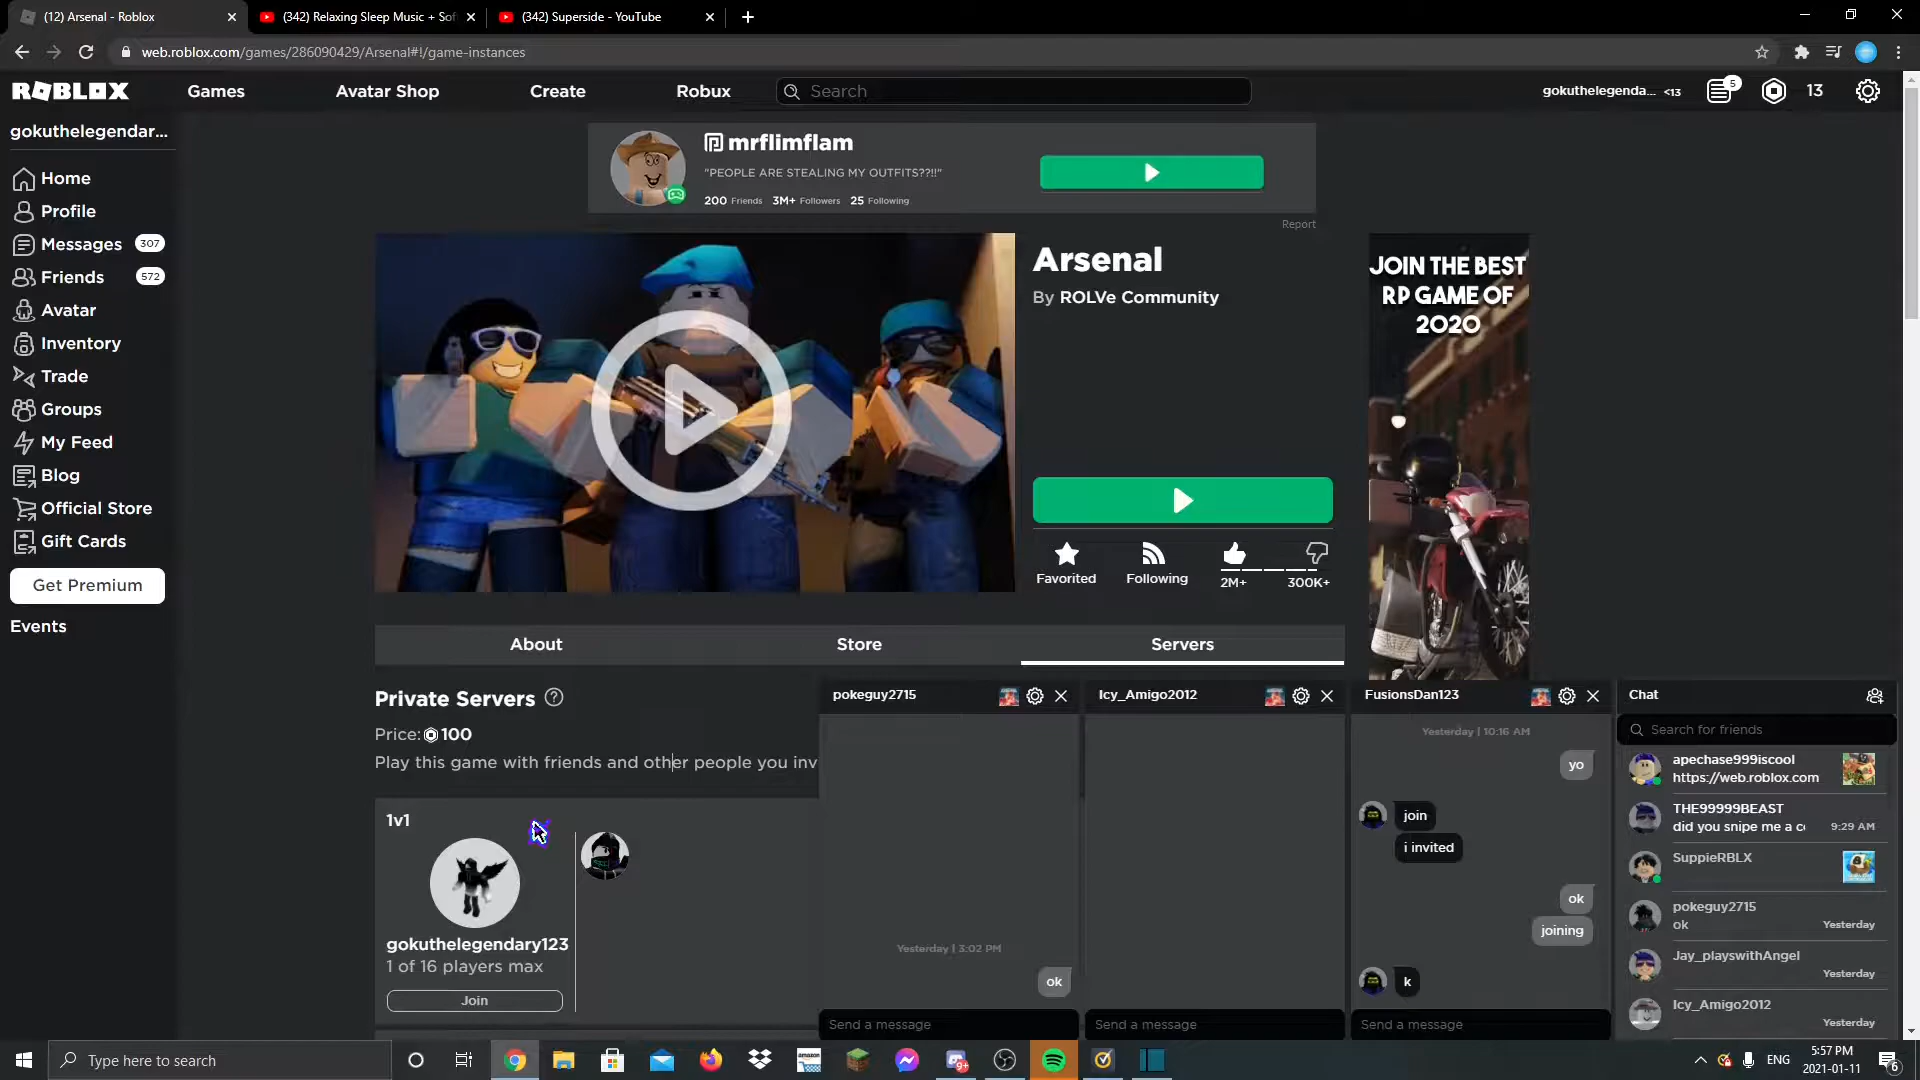 (12) Arsenal - Roblox
(342) Relaxing Sleep Music + Sof
(342) Superside - YouTube
web.roblox.com/games/286090429/Arsenal#!/game-instances
ROBLOX
Games
Avatar Shop
Create
Robux
Search
gokuthelegenda... <13
5
13
gokuthelegendar...
Home
Profile
Messages 307
Friends 572
Avatar
Inventory
Trade
Groups
My Feed
Blog
Official Store
Gift Cards
Get Premium
Events
mrflimflam
"PEOPLE ARE STEALING MY OUTFITS??!!"
200 Friends 3M+ Followers 25 Following
Report
Arsenal
By ROLVe Community
Favorited
Following
2M+
300K+
JOIN THE BEST
RP GAME OF
2020
About
Store
Servers
Private Servers
Price: 100
Play this game with friends and other people you inv
1v1
gokuthelegendary123
1 of 16 players max
Join
pokeguy2715
Yesterday | 3:02 PM
ok
Send a message
Icy_Amigo2012
Send a message
FusionsDan123
Yesterday | 10:16 AM
yo
join
i invited
ok
joining
k
Send a message
Chat
Search for friends
apechase999iscool
https://web.roblox.com
THE99999BEAST
did you snipe me a cc 9:29 AM
SuppieRBLX
pokeguy2715
ok Yesterday
Jay_playswithAngel
Yesterday
Icy_Amigo2012
Yesterday
Type here to search
amazon
9+
ENG
5:57 PM
2021-01-11
6